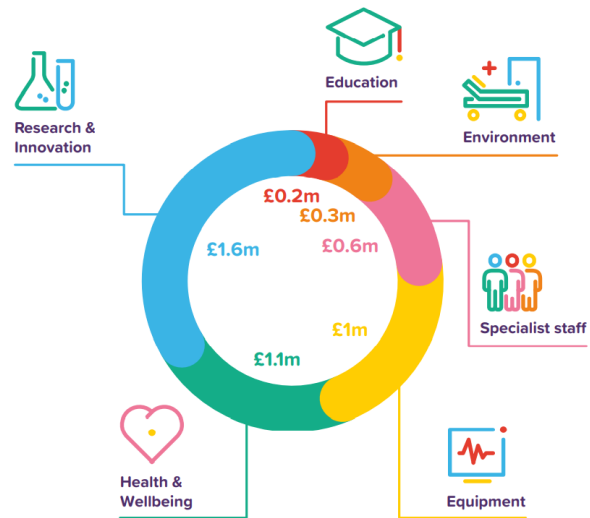 Education
Research &
Innovation
Environment
£0.2m
£0.3m
£0.6m
£1.6m
Specialist staff
£1m
£1.1m
Health &
Wellbeing
Equipment